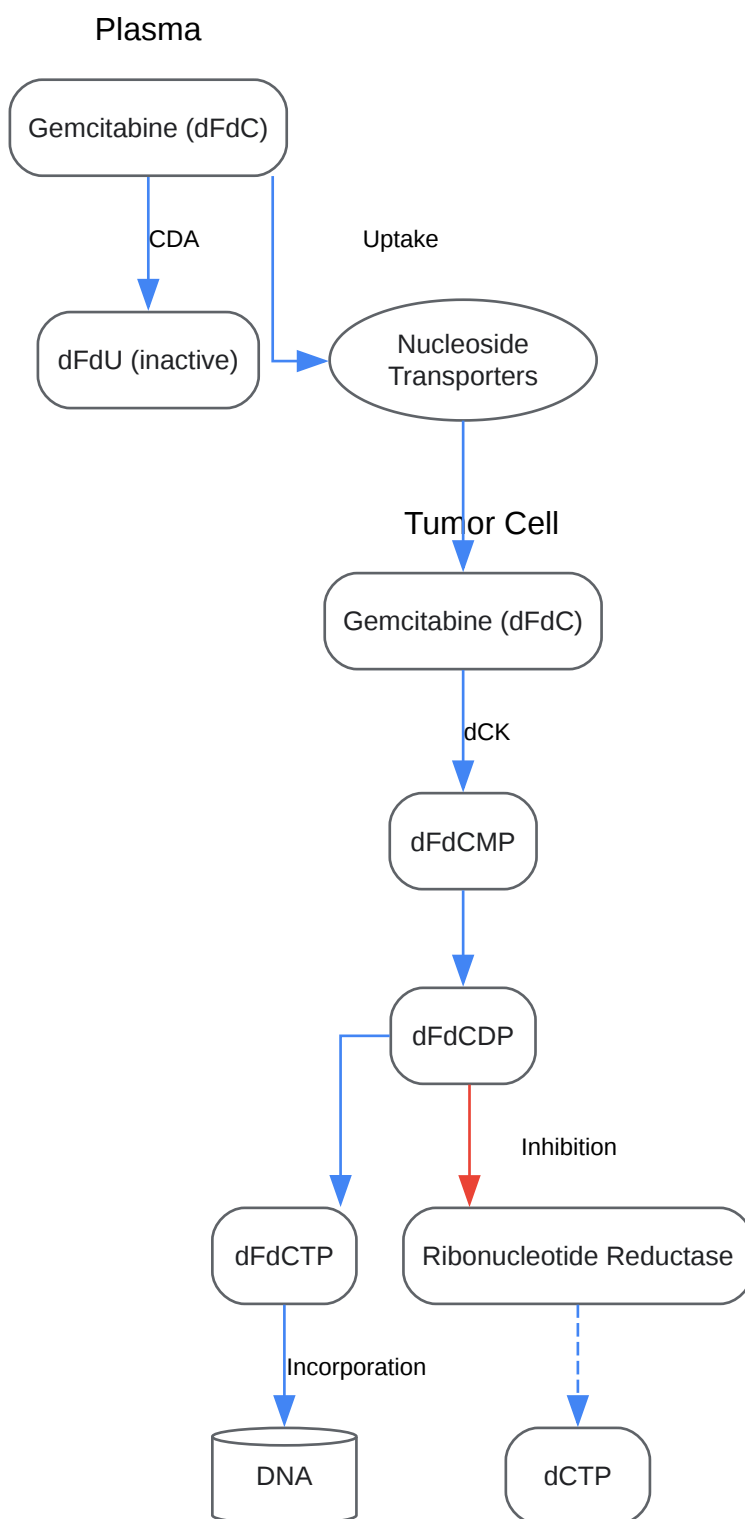 Plasma
Gemcitabine (dFdC)
CDA
Uptake
dFdU (inactive)
Nucleoside
Transporters
Tumor Cell
Gemcitabine (dFdC)
dCK
dFdCMP
dFdCDP
Inhibition
dFdCTP
Ribonucleotide Reductase
Incorporation
DNA
dCTP